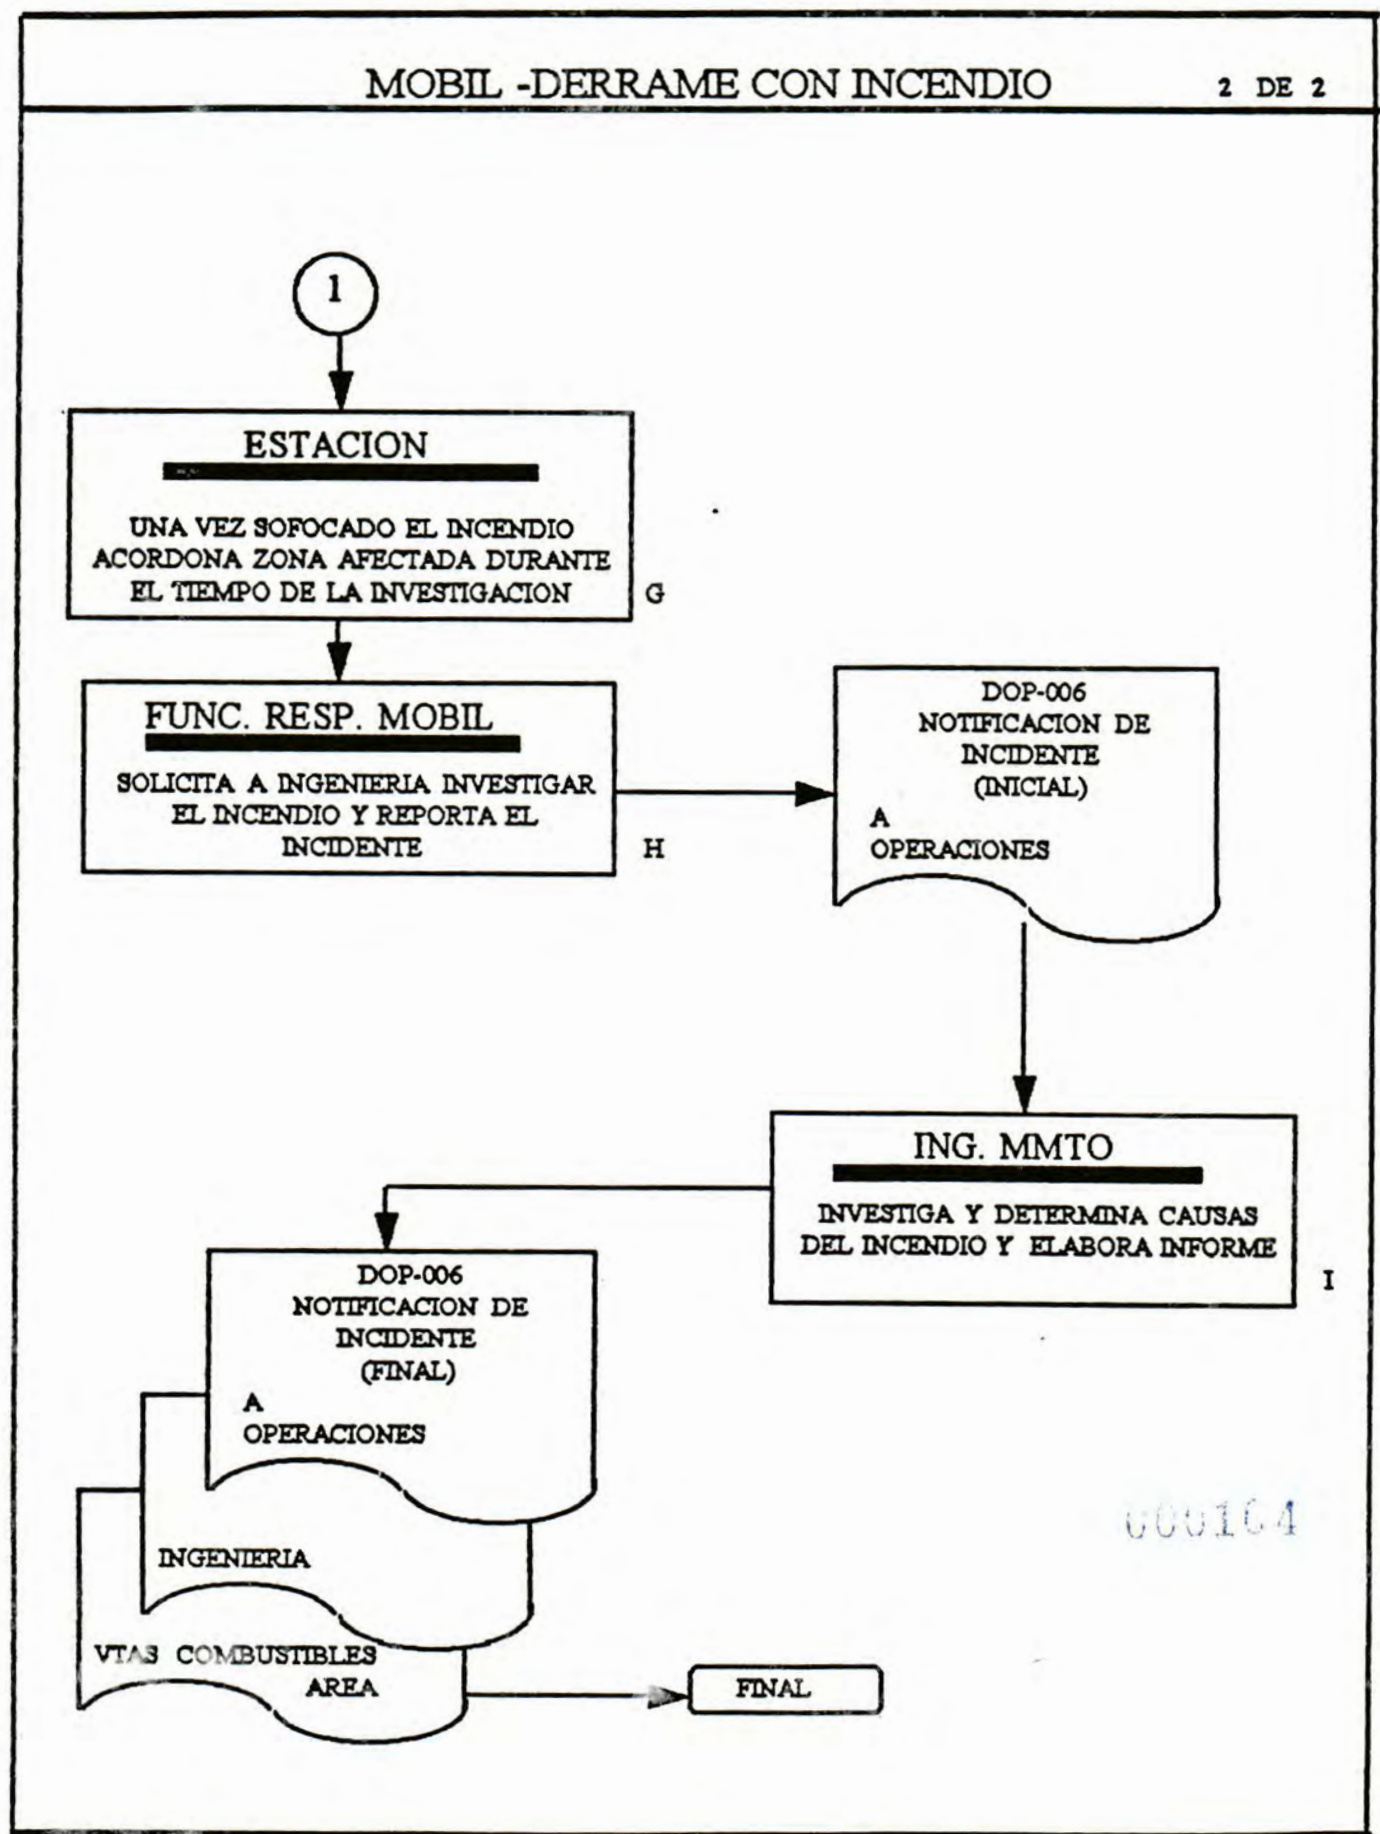 MOBIL -DERRAME CON INCENDIO 2 DE 2
1
ESTACION
UNA VEZ SOFOCADO EL INCENDIO
ACORDONA ZONA AFECTADA DURANTE
EL TIEMPO DE LA INVESTIGACION
G
FUNC. RESP. MOBIL
SOLICITA A INGENIERIA INVESTIGAR
EL INCENDIO Y REPORTA EL
INCIDENTE
H
DOP-006
NOTIFICACION DE
INCIDENTE
(INICIAL)
A
OPERACIONES
ING. MMTO
INVESTIGA Y DETERMINA CAUSAS
DEL INCENDIO Y ELABORA INFORME
I
DOP-006
NOTIFICACION DE
INCIDENTE
(FINAL)
A
OPERACIONES
INGENIERIA
VTAS COMBUSTIBLES
AREA
FINAL
000104